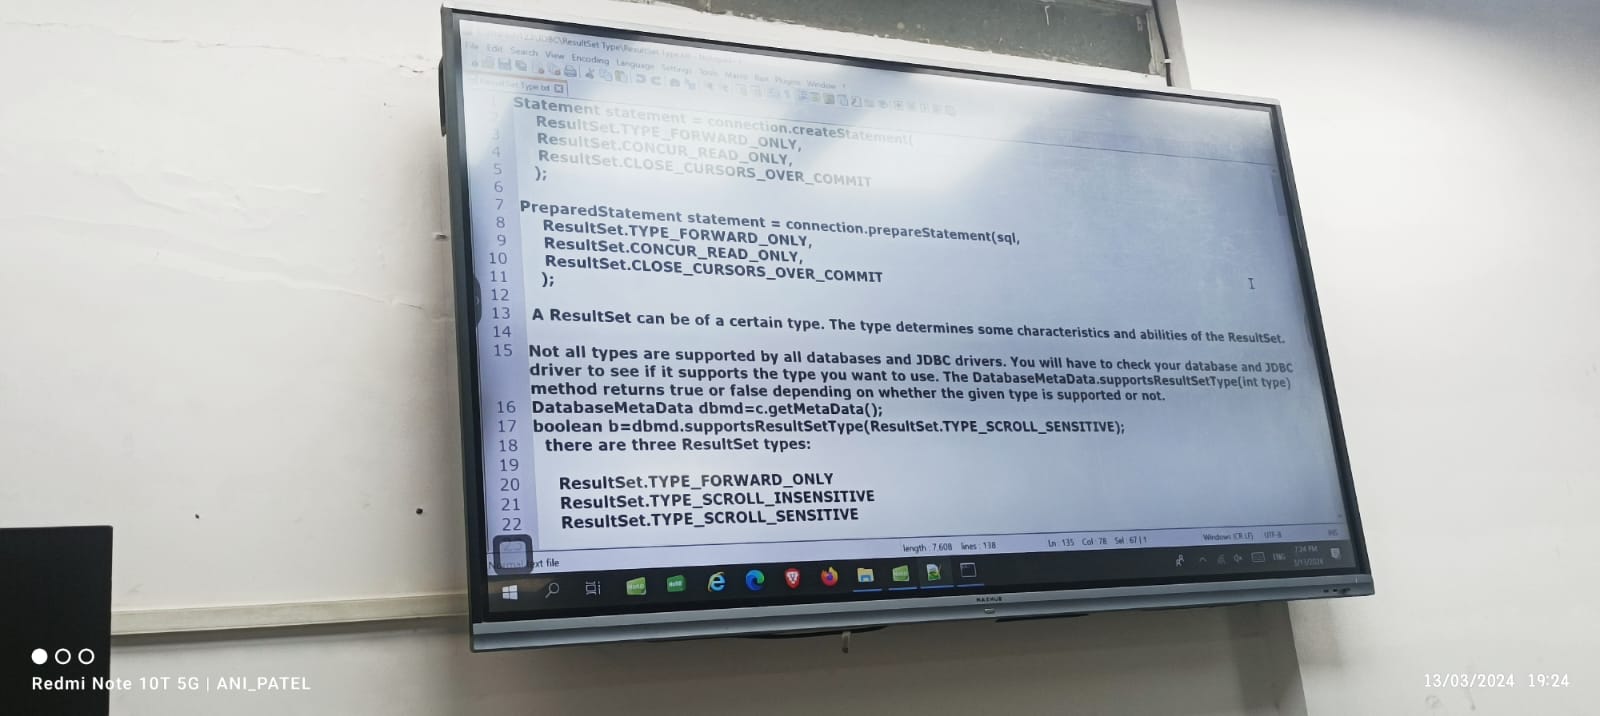 JDBC\ResultSet Type\ResultSet Type.txt
File Edit Search View Encoding Language Settings Tools Macro Run Plugins Window ?
ResultSet Type.txt
1 Statement statement = connection.createStatement(
2 ResultSet.TYPE_FORWARD_ONLY,
3 ResultSet.CONCUR_READ_ONLY,
4 ResultSet.CLOSE_CURSORS_OVER_COMMIT
5 );
6
7 PreparedStatement statement = connection.prepareStatement(sql,
8 ResultSet.TYPE_FORWARD_ONLY,
9 ResultSet.CONCUR_READ_ONLY,
10 ResultSet.CLOSE_CURSORS_OVER_COMMIT
11 );
12
13 A ResultSet can be of a certain type. The type determines some characteristics and abilities of the ResultSet.
14
15 Not all types are supported by all databases and JDBC drivers. You will have to check your database and JDBC
driver to see if it supports the type you want to use. The DatabaseMetaData.supportsResultSetType(int type)
method returns true or false depending on whether the given type is supported or not.
16 DatabaseMetaData dbmd=c.getMetaData();
17 boolean b=dbmd.supportsResultSetType(ResultSet.TYPE_SCROLL_SENSITIVE);
18 there are three ResultSet types:
19
20 ResultSet.TYPE_FORWARD_ONLY
21 ResultSet.TYPE_SCROLL_INSENSITIVE
22 ResultSet.TYPE_SCROLL_SENSITIVE
Normal text file length : 7,608 lines : 138 Ln : 135 Col : 78 Sel : 67 | 1 Windows (CR LF) UTF-8 INS
ENG 7:24 PM
3/13/2024
MAXHUB
Redmi Note 10T 5G | ANI_PATEL
13/03/2024 19:24